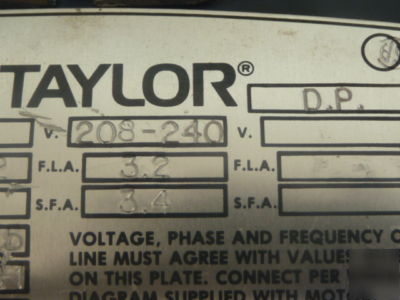 TAYLOR®
D.P.
V. 208-240 V.
F.L.A. 3.2 F.L.A.
S.F.A. 3.4 S.F.A.
VOLTAGE, PHASE AND FREQUENCY O
LINE MUST AGREE WITH VALUES
ON THIS PLATE. CONNECT PER
DIAGRAM SUPPLIED WITH MOT